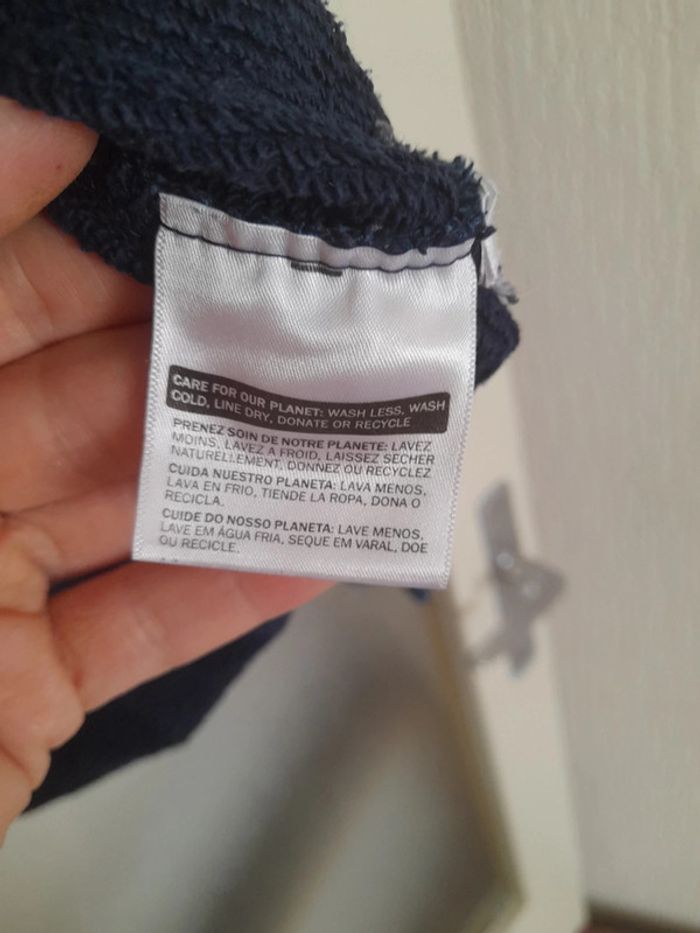 CARE FOR OUR PLANET: WASH LESS, WASH
COLD, LINE DRY, DONATE OR RECYCLE
PRENEZ SOIN DE NOTRE PLANETE: LAVEZ
MOINS, LAVEZ A FROID, LAISSEZ SECHER
NATURELLEMENT, DONNEZ OU RECYCLEZ
CUIDA NUESTRO PLANETA: LAVA MENOS,
LAVA EN FRIO, TIENDE LA ROPA, DONA O
RECICLA.
CUIDE DO NOSSO PLANETA: LAVE MENOS,
LAVE EM ÁGUA FRIA, SEQUE EM VARAL, DOE
OU RECICLE.